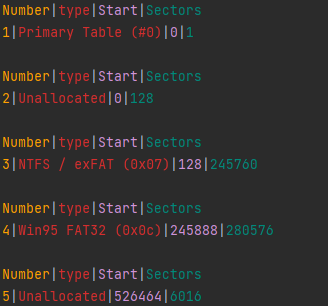 Number|type|Start|Sectors
1|Primary Table (#0)|0|1
Number|type|Start|Sectors
2|Unallocated|0|128
Number|type|Start|Sectors
3|NTFS / exFAT (0x07)|128|245760
Number|type|Start|Sectors
4|Win95 FAT32 (0x0c)|245888|280576
Number|type|Start|Sectors
5|Unallocated|526464|6016